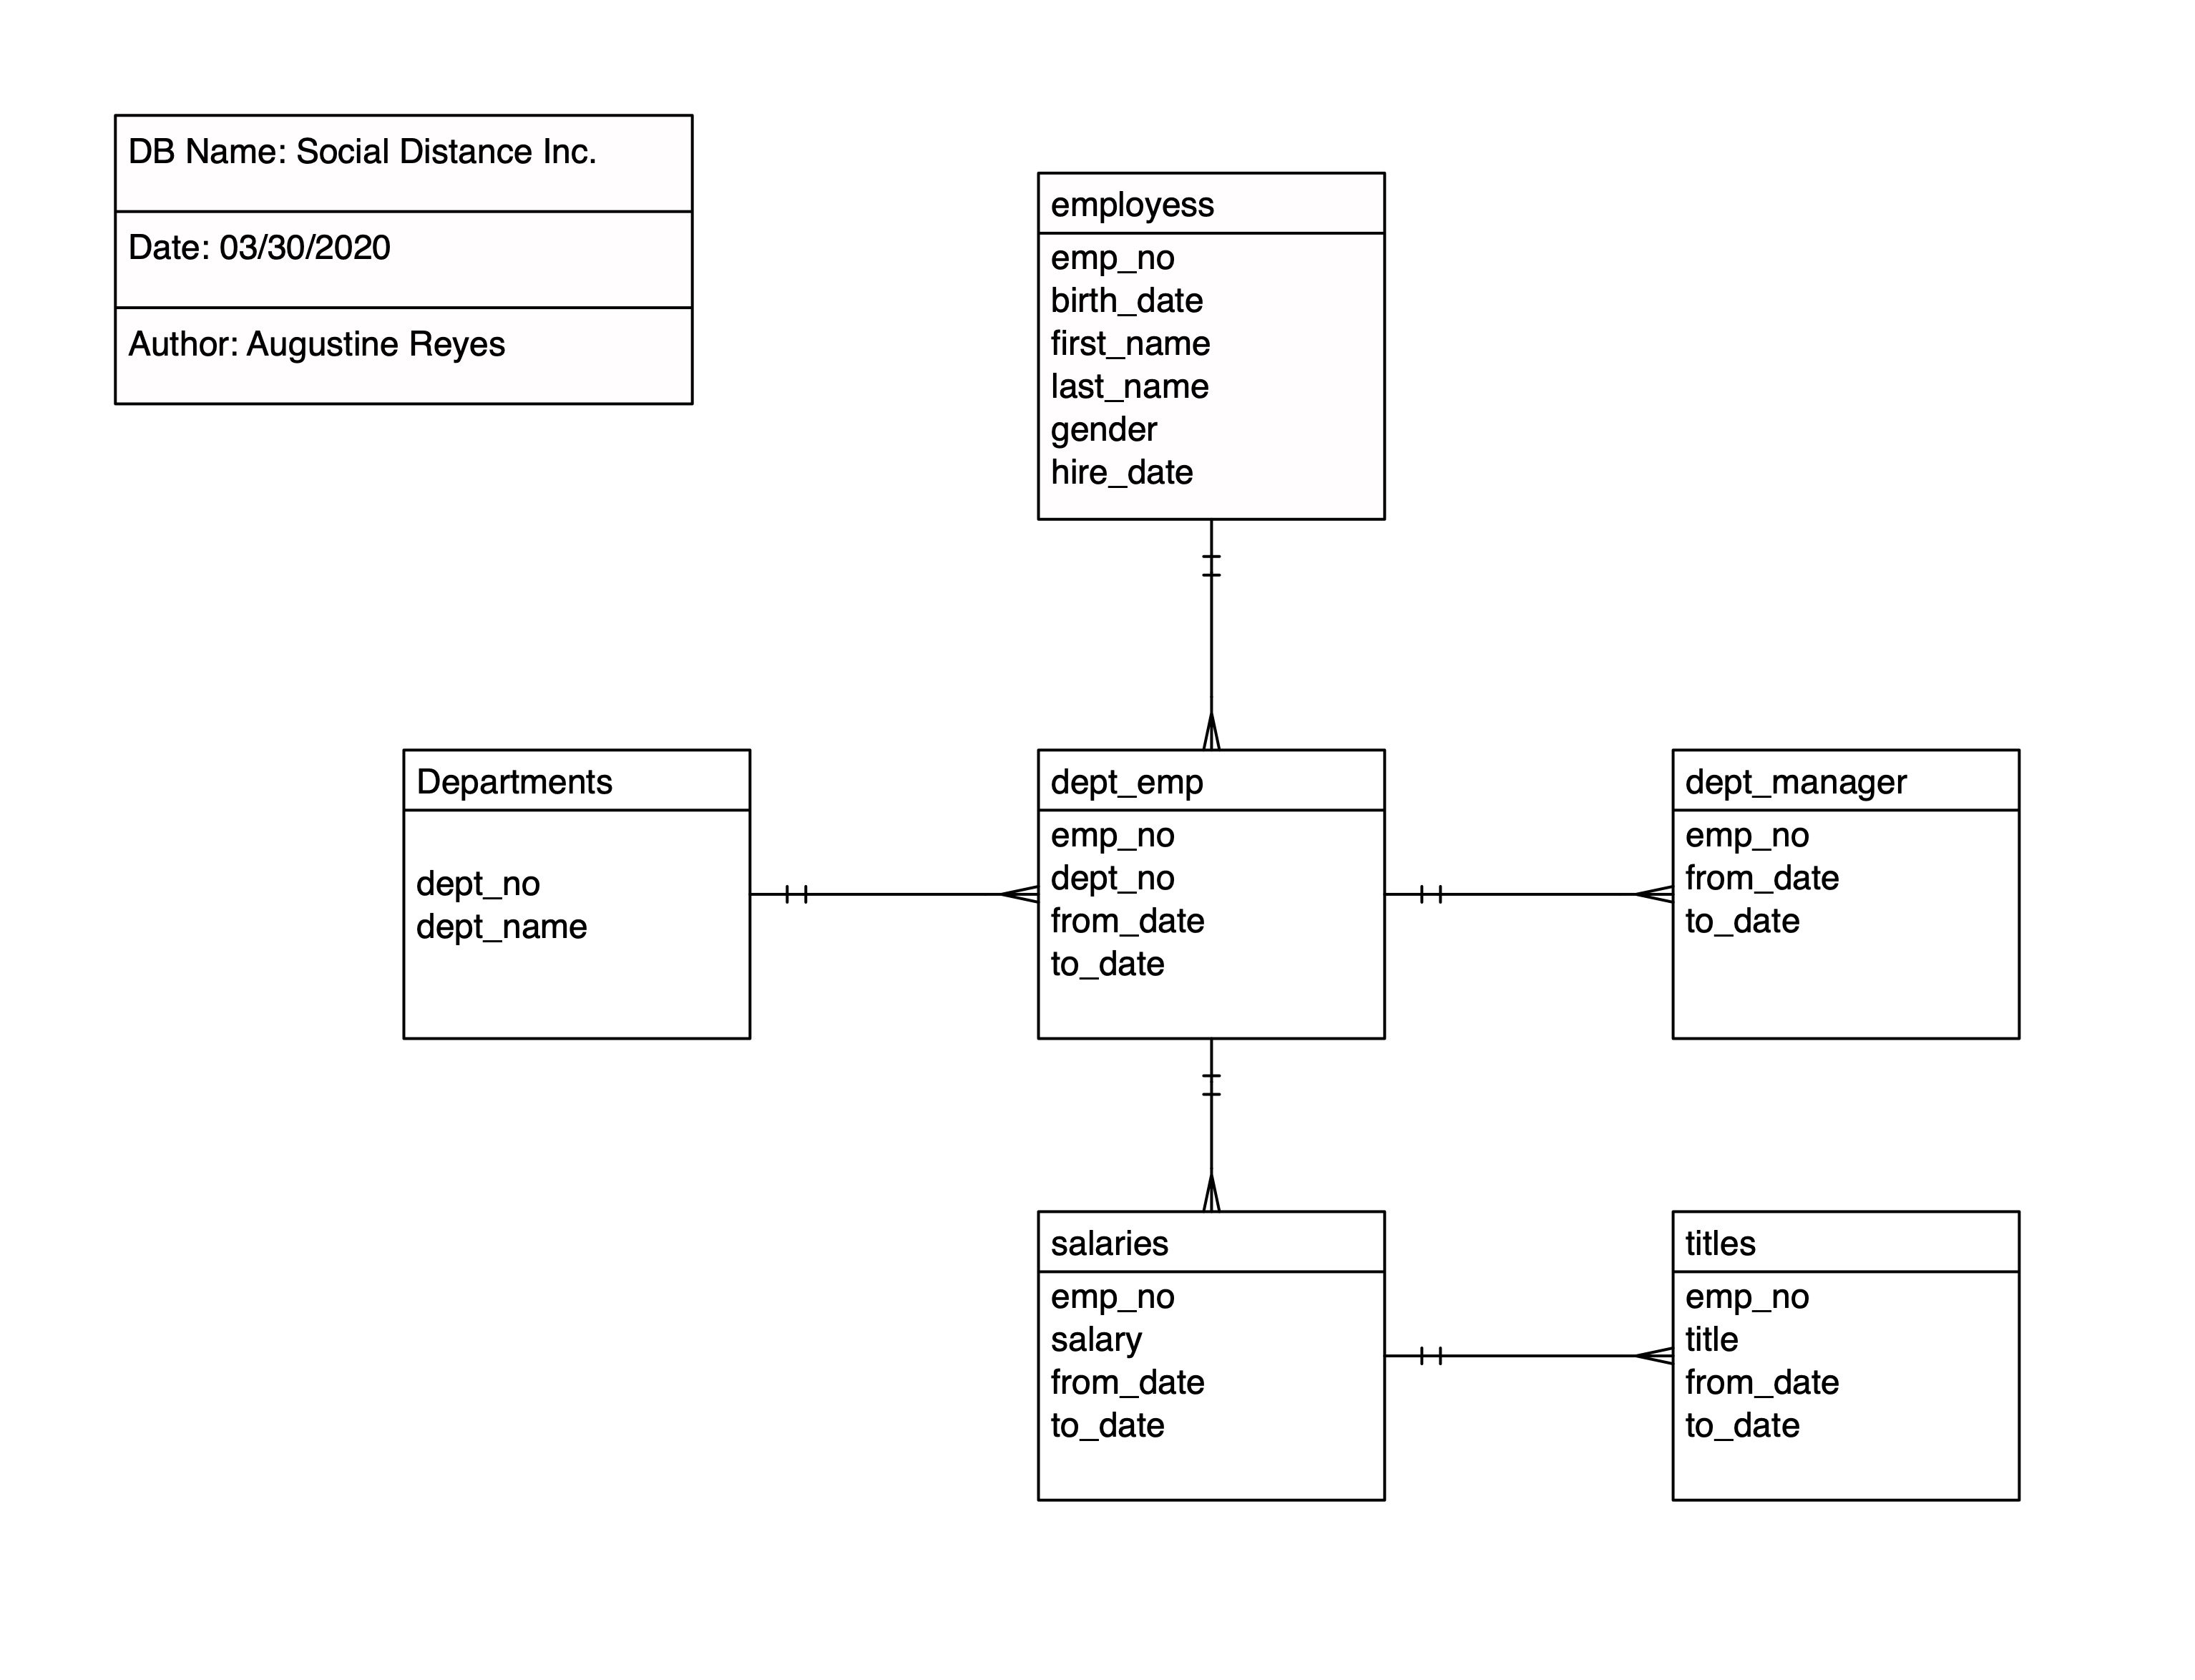 DB Name: Social Distance Inc.
Date: 03/30/2020
Author: Augustine Reyes
employess
emp_no
birth_date
first_name
last_name
gender
hire_date
Departments
dept_no
dept_name
dept_emp
emp_no
dept_no
from_date
to_date
dept_manager
emp_no
from_date
to_date
salaries
emp_no
salary
from_date
to_date
titles
emp_no
title
from_date
to_date